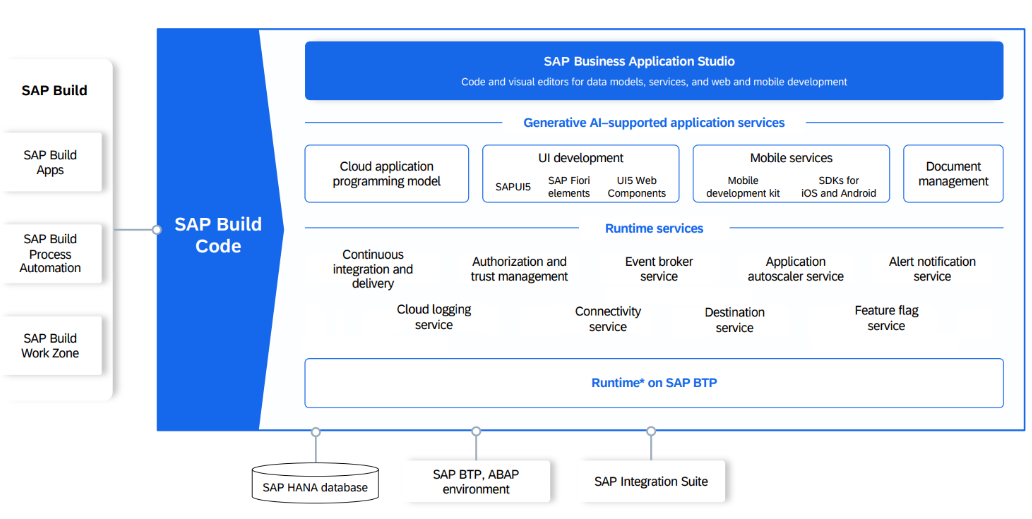 SAP Build
SAP Build
Apps
SAP Build
Process
Automation
SAP Build
Work Zone
SAP Build
Code
SAP Business Application Studio
Code and visual editors for data models, services, and web and mobile development
Generative AI–supported application services
Cloud application
programming model
UI development
SAPUI5
SAP Fiori
elements
UI5 Web
Components
Mobile services
Mobile
development kit
SDKs for
iOS and Android
Document
management
Runtime services
Continuous
integration and
delivery
Authorization and
trust management
Event broker
service
Application
autoscaler service
Alert notification
service
Cloud logging
service
Connectivity
service
Destination
service
Feature flag
service
Runtime* on SAP BTP
SAP HANA database
SAP BTP, ABAP
environment
SAP Integration Suite